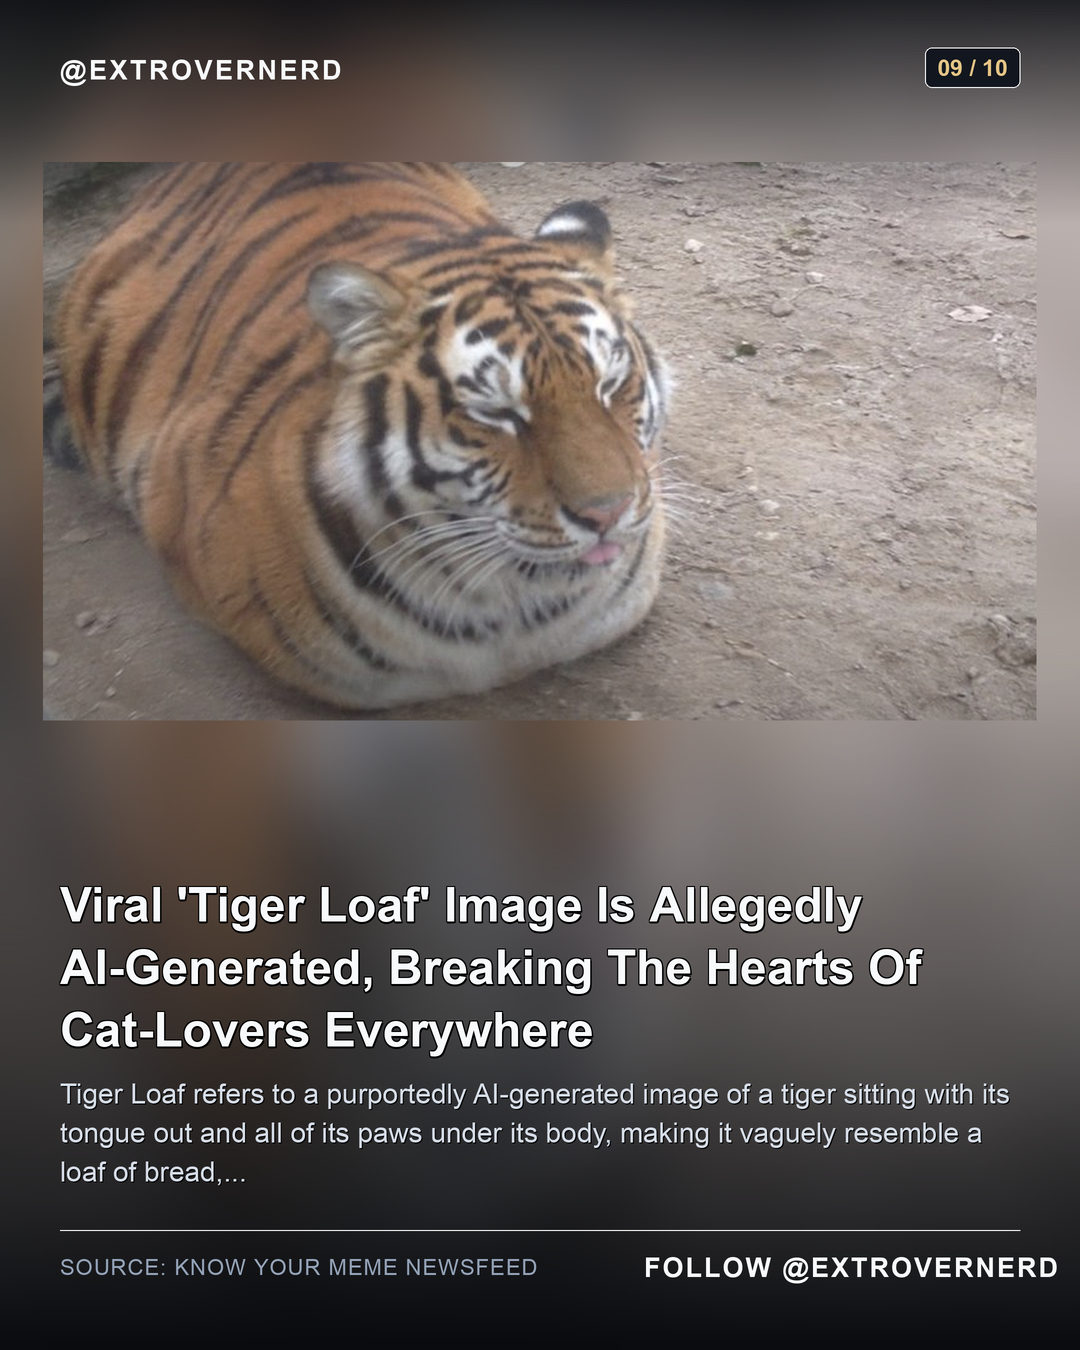 @EXTROVERNERD
09 / 10
Viral 'Tiger Loaf' Image Is Allegedly
AI-Generated, Breaking The Hearts Of
Cat-Lovers Everywhere
Tiger Loaf refers to a purportedly AI-generated image of a tiger sitting with its
tongue out and all of its paws under its body, making it vaguely resemble a
loaf of bread,...
SOURCE: KNOW YOUR MEME NEWSFEED
FOLLOW @EXTROVERNERD